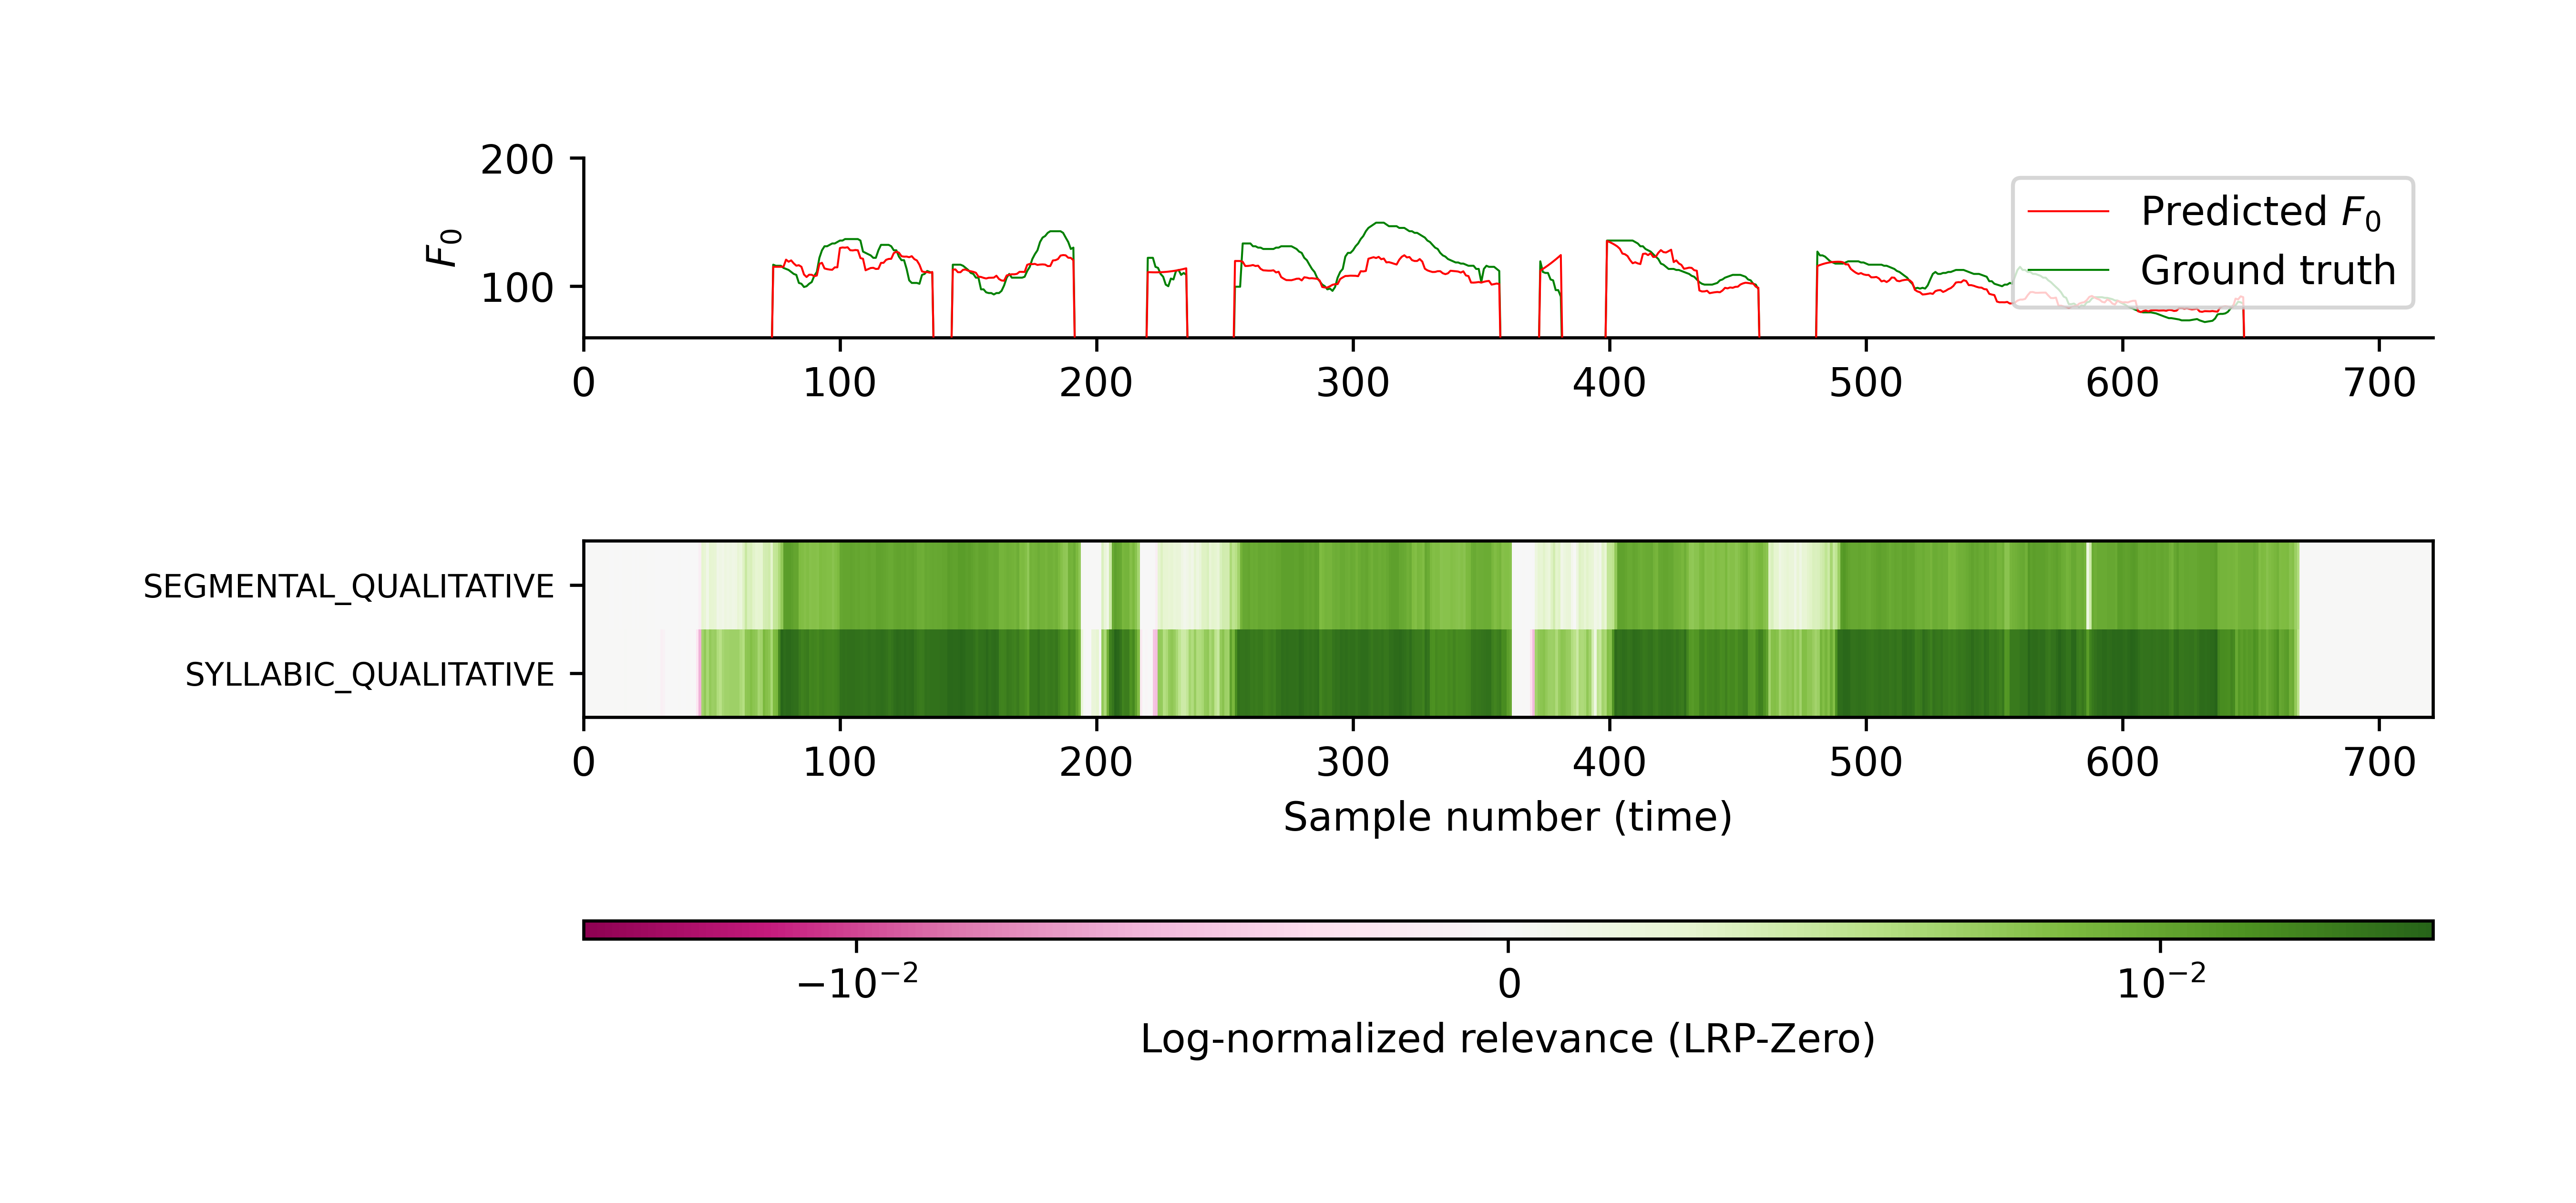 200
100
F₀
Predicted F₀
Ground truth
0 100 200 300 400 500 600 700
SEGMENTAL_QUALITATIVE
SYLLABIC_QUALITATIVE
0 100 200 300 400 500 600 700
Sample number (time)
−10⁻² 0 10⁻²
Log-normalized relevance (LRP-Zero)